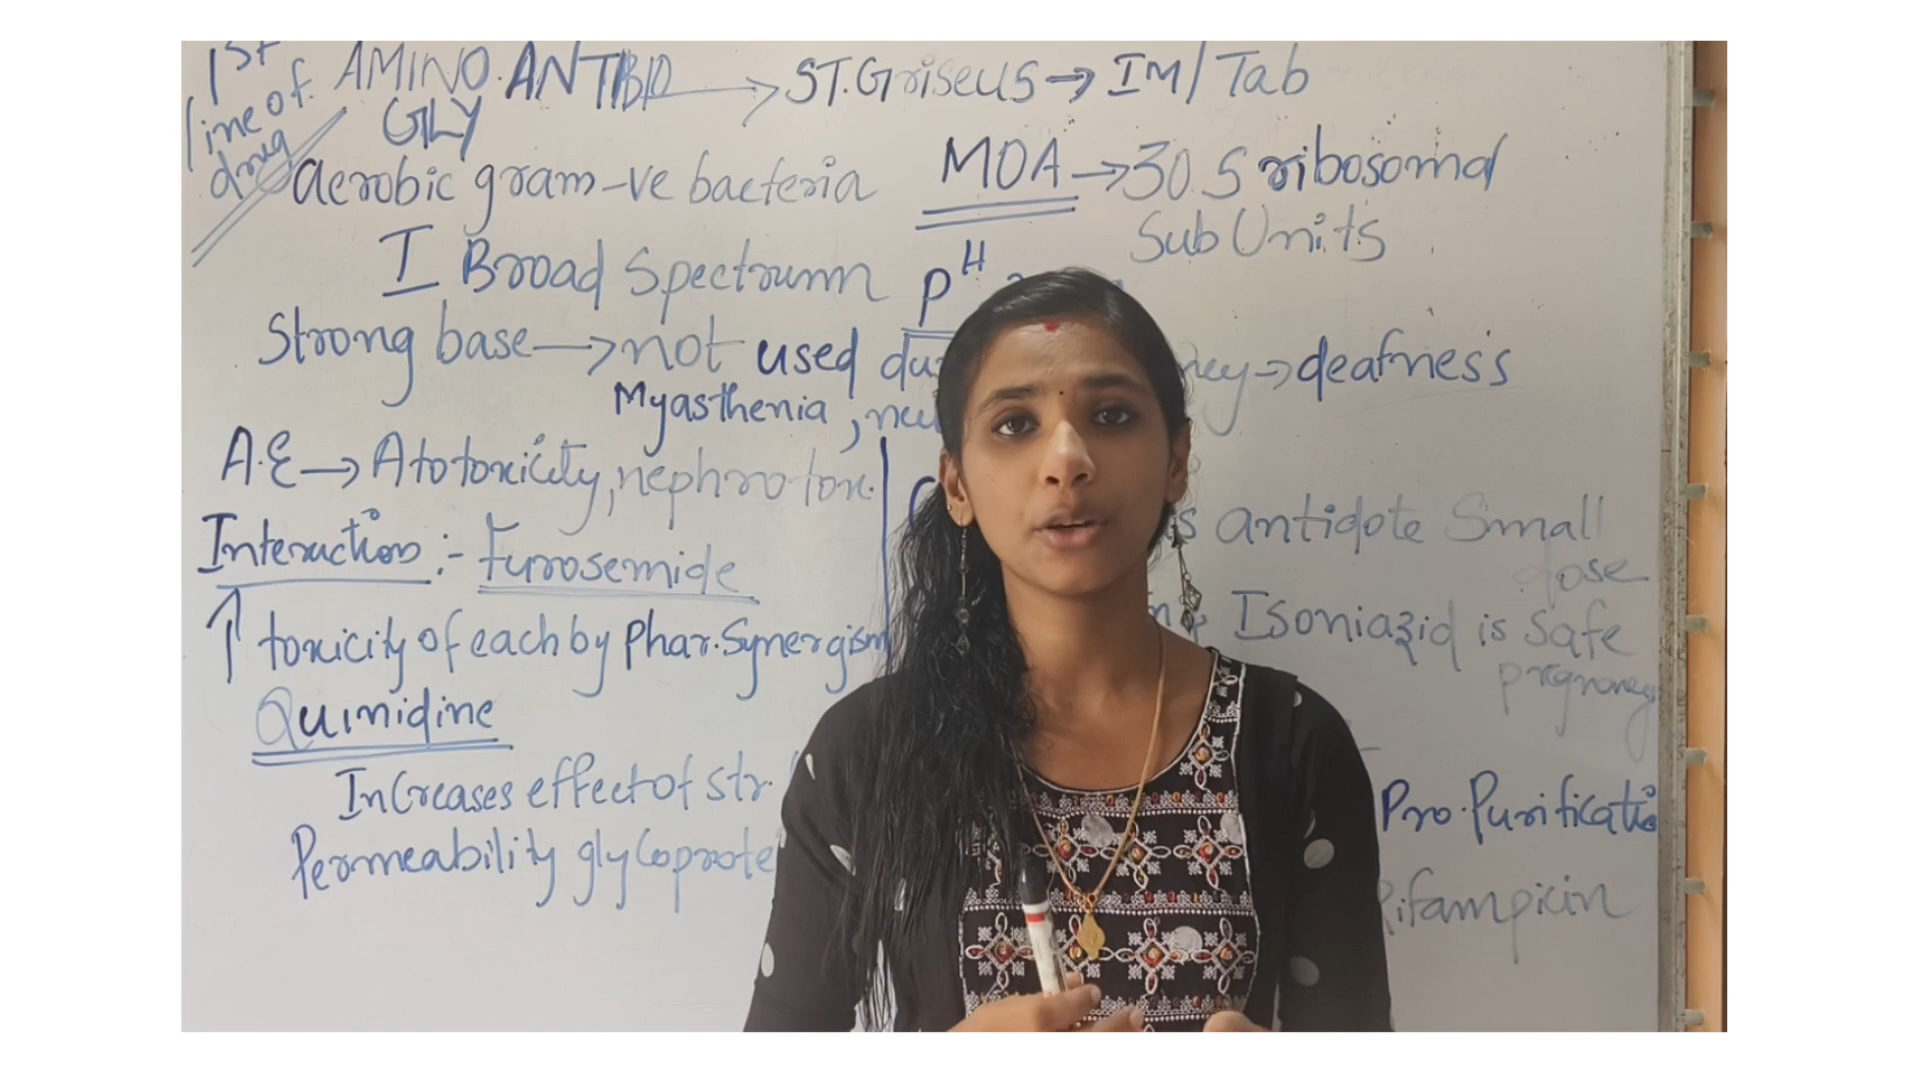 1st
line of
drug
AMINO. ANTIBIO → ST.Griseus → IM/Tab
GLY
aerobic gram -ve bacteria
MOA → 30 S ribosomal
Sub Units
I Broad Spectrum
pH
Strong base → not used → deafness
Myasthenia,
A.E → Atotoxicity, nephrotox.
antidote Small
dose
Interaction :- Furosemide
Isoniazid is safe
pregnancy
↑ toxicity of each by Phar. Synergism
Quinidine
Increases effect of Str.
Pro. Purificatio
Permeability glycoprote
Rifampicin